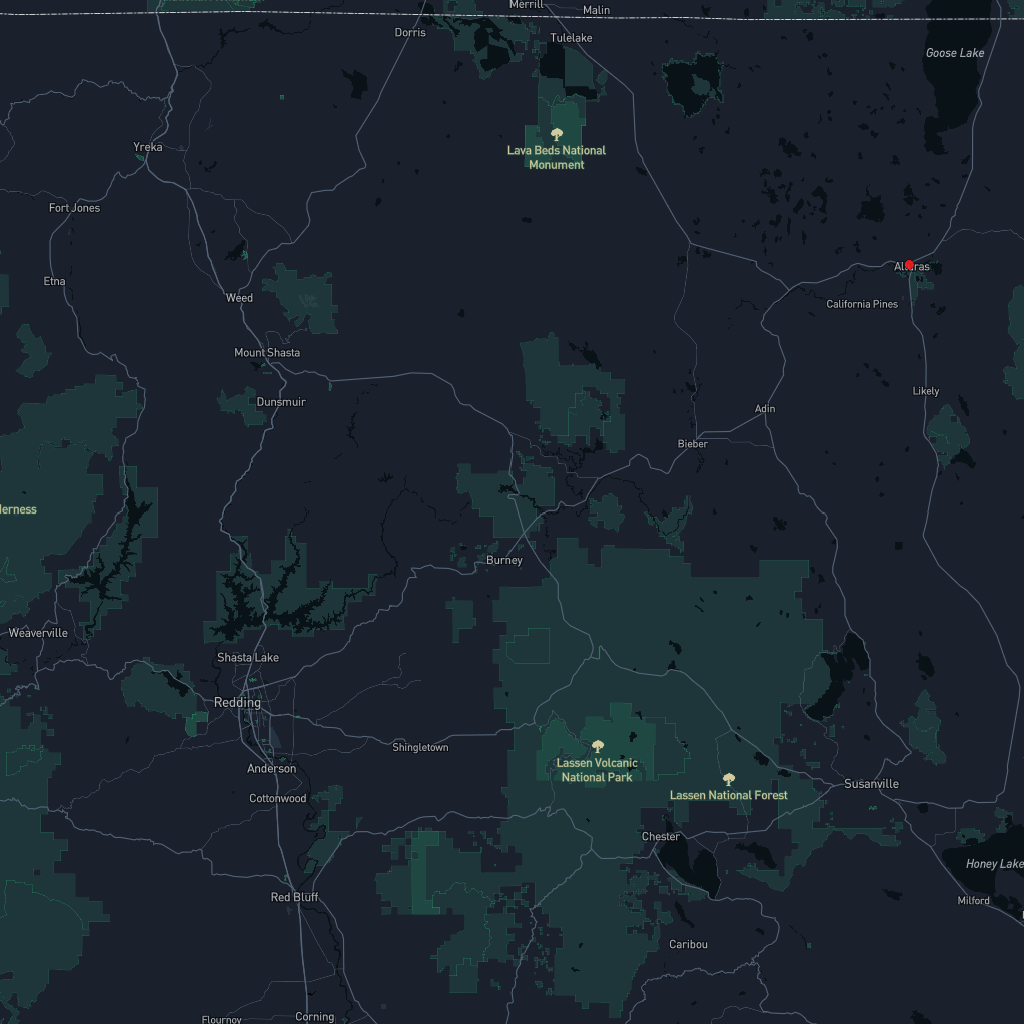 Merrill
Malin
Dorris
Tulelake
Goose Lake
Yreka
Lava Beds National
Monument
Fort Jones
Etna
Weed
California Pines
Mount Shasta
Dunsmuir
Likely
Adin
Bieber
Burney
Weaverville
Shasta Lake
Redding
Shingletown
Anderson
Lassen Volcanic
National Park
Cottonwood
Lassen National Forest
Susanville
Chester
Honey Lake
Red Bluff
Milford
Caribou
Flournoy
Corning